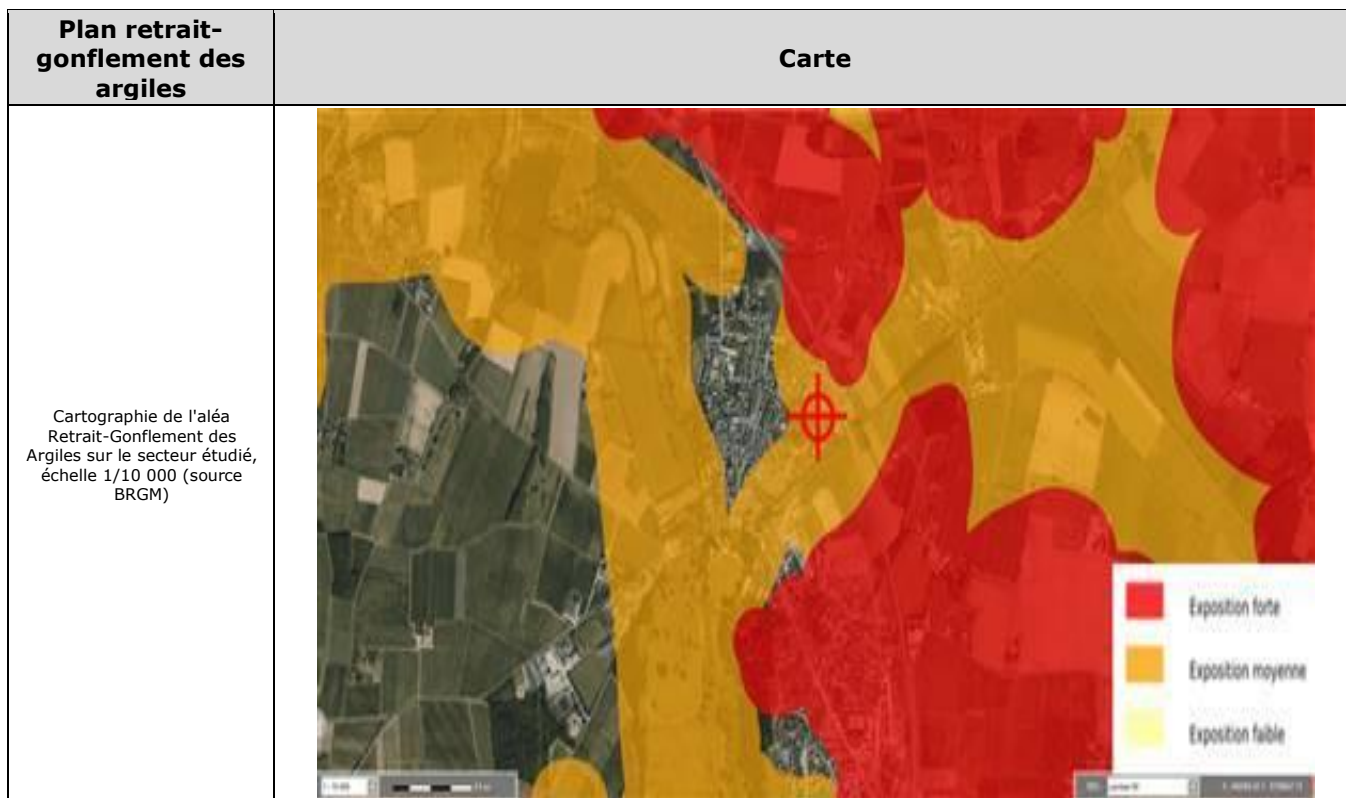 Plan retrait-
gonflement des
argiles
Carte
Cartographie de l'aléa
Retrait-Gonflement des
Argiles sur le secteur étudié,
échelle 1/10 000 (source
BRGM)
Exposition forte
Exposition moyenne
Exposition faible